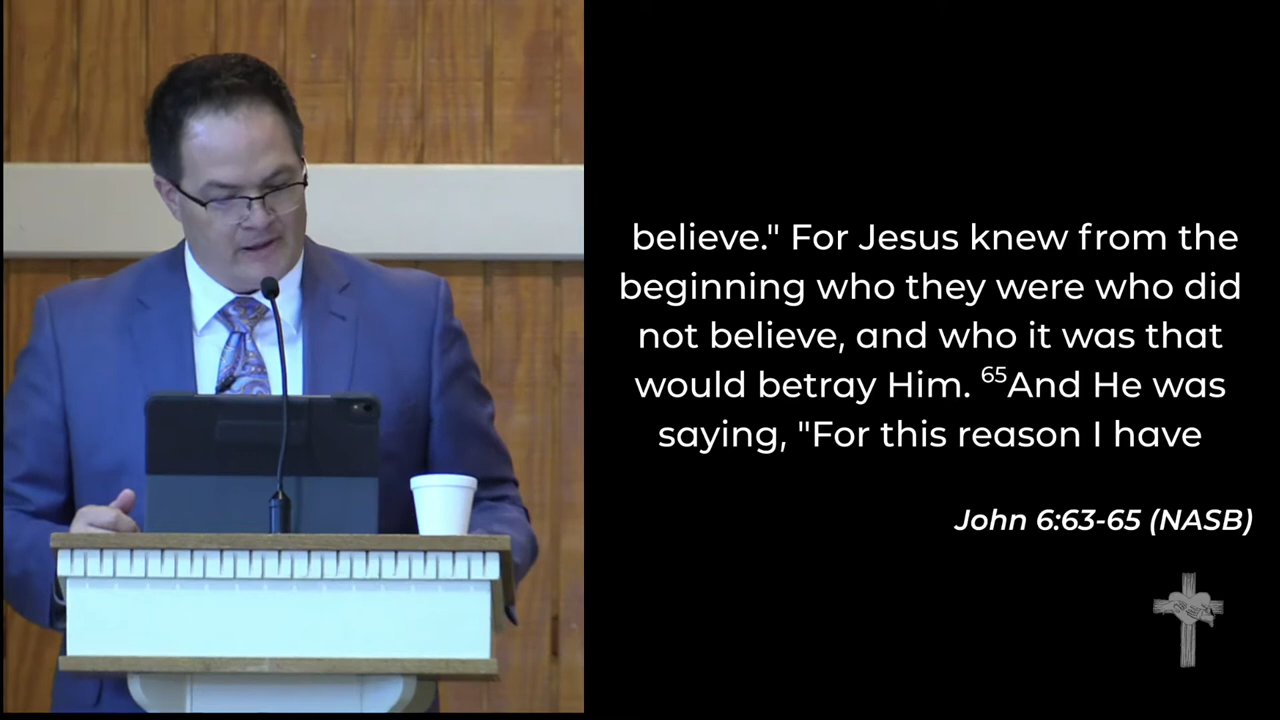 believe." For Jesus knew from the
beginning who they were who did
not believe, and who it was that
would betray Him. ⁶⁵And He was
saying, "For this reason I have
John 6:63-65 (NASB)